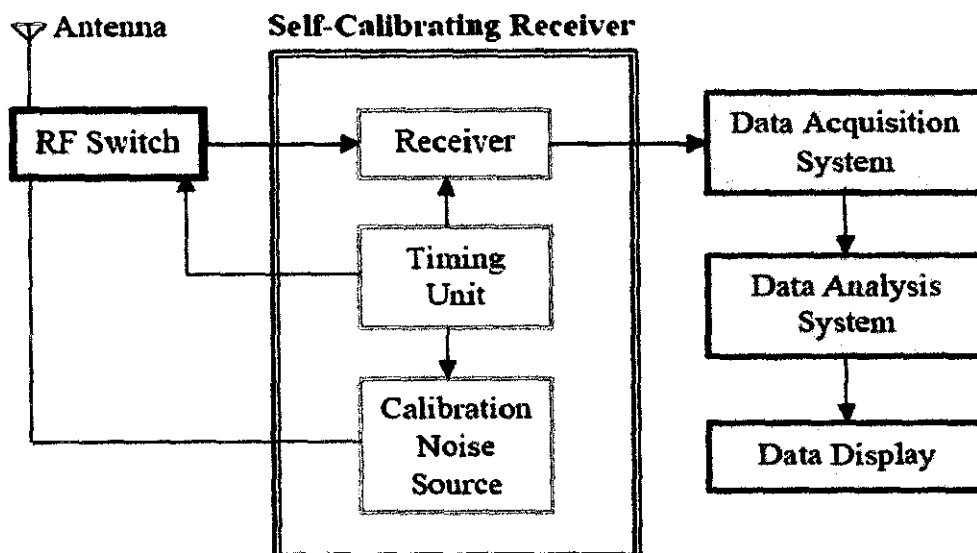 Antenna
Self-Calibrating Receiver
RF Switch
Receiver
Data Acquisition
System
Timing
Unit
Data Analysis
System
Calibration
Noise
Source
Data Display